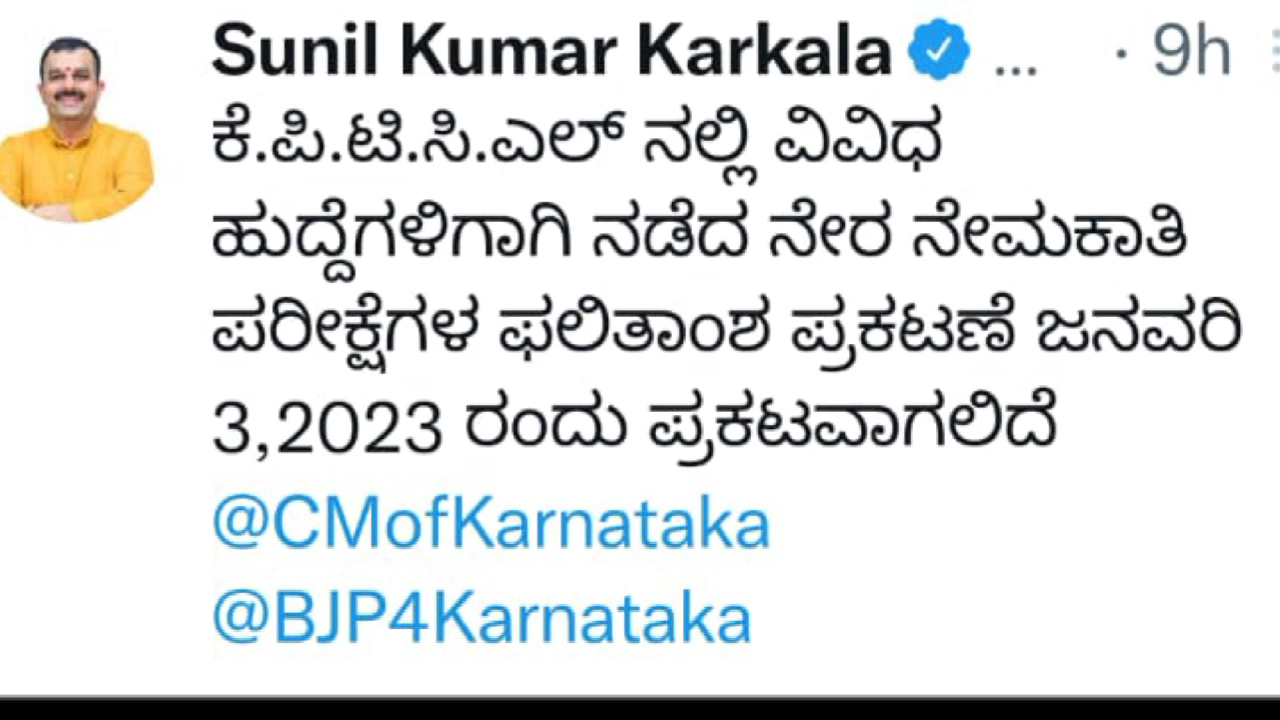 Sunil Kumar Karkala ... · 9h
ಕೆ.ಪಿ.ಟಿ.ಸಿ.ಎಲ್ ನಲ್ಲಿ ವಿವಿಧ
ಹುದ್ದೆಗಳಿಗಾಗಿ ನಡೆದ ನೇರ ನೇಮಕಾತಿ
ಪರೀಕ್ಷೆಗಳ ಫಲಿತಾಂಶ ಪ್ರಕಟಣೆ ಜನವರಿ
3,2023 ರಂದು ಪ್ರಕಟವಾಗಲಿದೆ
@CMofKarnataka
@BJP4Karnataka